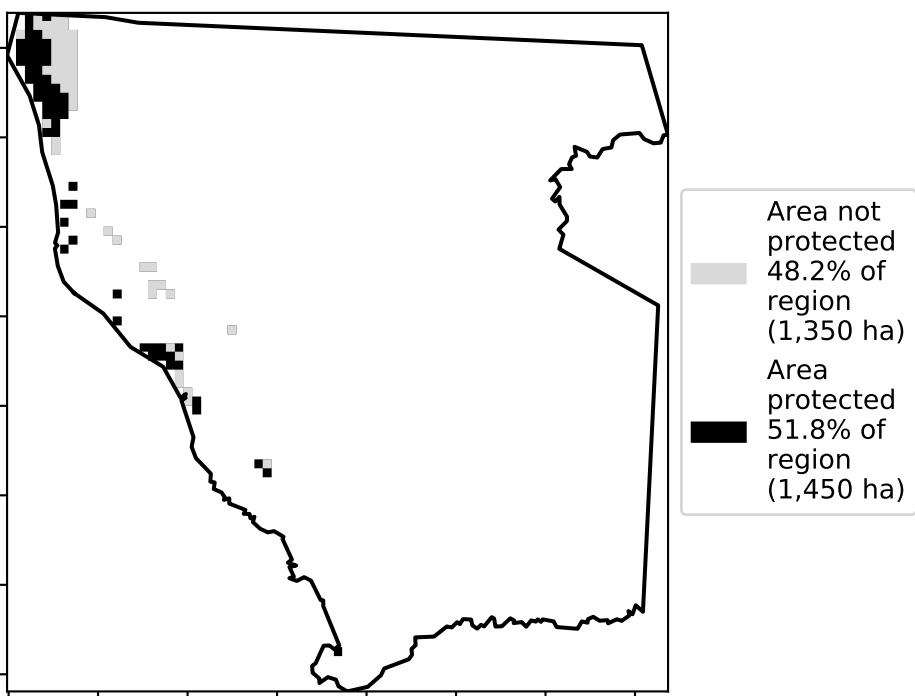 Area not
protected
48.2% of
region
(1,350 ha)
Area
protected
51.8% of
region
(1,450 ha)